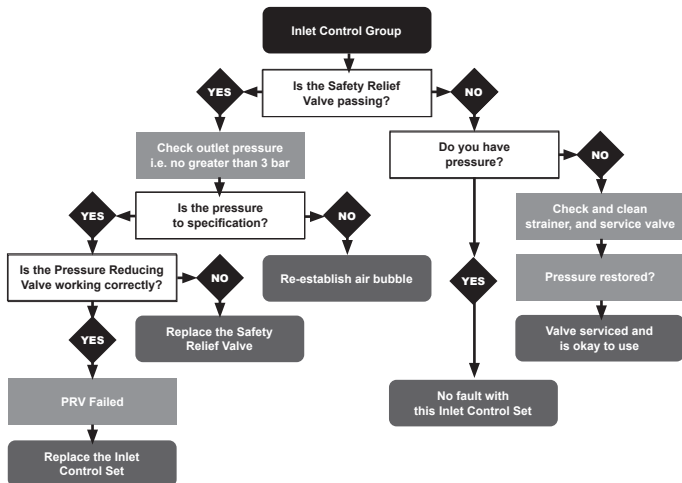 Inlet Control Group
Is the Safety Relief
Valve passing?
YES
NO
Check outlet pressure
i.e. no greater than 3 bar
Do you have
pressure?
NO
YES
Is the pressure
to specification?
NO
Check and clean
strainer, and service valve
Is the Pressure Reducing
Valve working correctly?
NO
Re-establish air bubble
YES
Pressure restored?
YES
Replace the Safety
Relief Valve
Valve serviced and
is okay to use
PRV Failed
No fault with
this Inlet Control Set
Replace the Inlet
Control Set